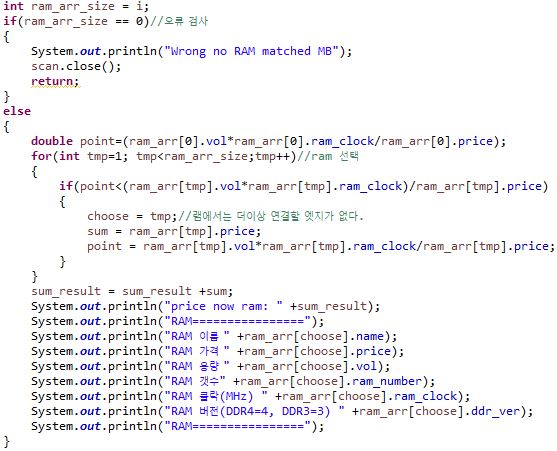 int ram_arr_size = i;
if(ram_arr_size == 0)//오류 검사
{
    System.out.println("Wrong no RAM matched MB");
    scan.close();
    return;
}
else
{
    double point=(ram_arr[0].vol*ram_arr[0].ram_clock/ram_arr[0].price);
    for(int tmp=1; tmp<ram_arr_size;tmp++)//ram 선택
    {
        if(point<(ram_arr[tmp].vol*ram_arr[tmp].ram_clock)/ram_arr[tmp].price)
        {
            choose = tmp;//램에서는 더이상 연결할 엣지가 없다.
            sum = ram_arr[tmp].price;
            point = ram_arr[tmp].vol*ram_arr[tmp].ram_clock/ram_arr[tmp].price;
        }
    }
    sum_result = sum_result +sum;
    System.out.println("price now ram: " +sum_result);
    System.out.println("RAM================");
    System.out.println("RAM 이름 " +ram_arr[choose].name);
    System.out.println("RAM 가격 " +ram_arr[choose].price);
    System.out.println("RAM 용량 " +ram_arr[choose].vol);
    System.out.println("RAM 갯수" +ram_arr[choose].ram_number);
    System.out.println("RAM 클락(MHz) " +ram_arr[choose].ram_clock);
    System.out.println("RAM 버전(DDR4=4, DDR3=3) " +ram_arr[choose].ddr_ver);
    System.out.println("RAM================");
}